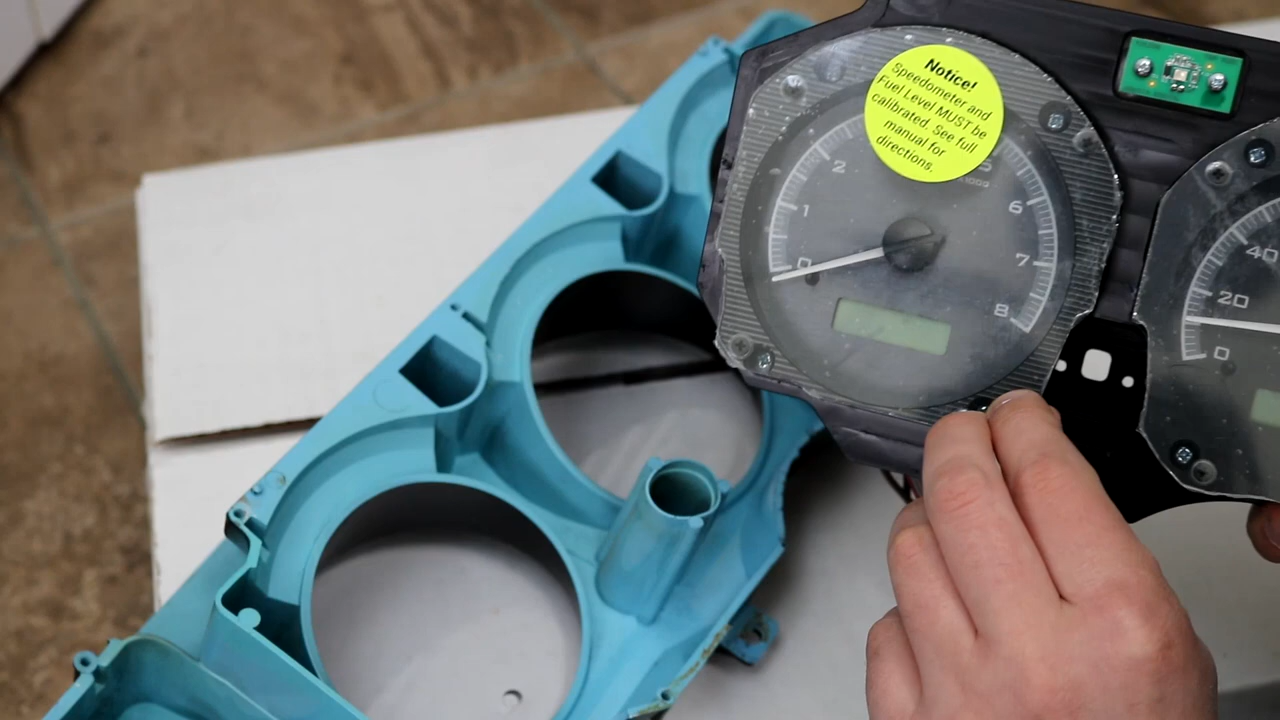 Notice!
Speedometer and
Fuel Level MUST be
calibrated. See full
manual for
directions.
0
1
2
6
7
8
0
20
40